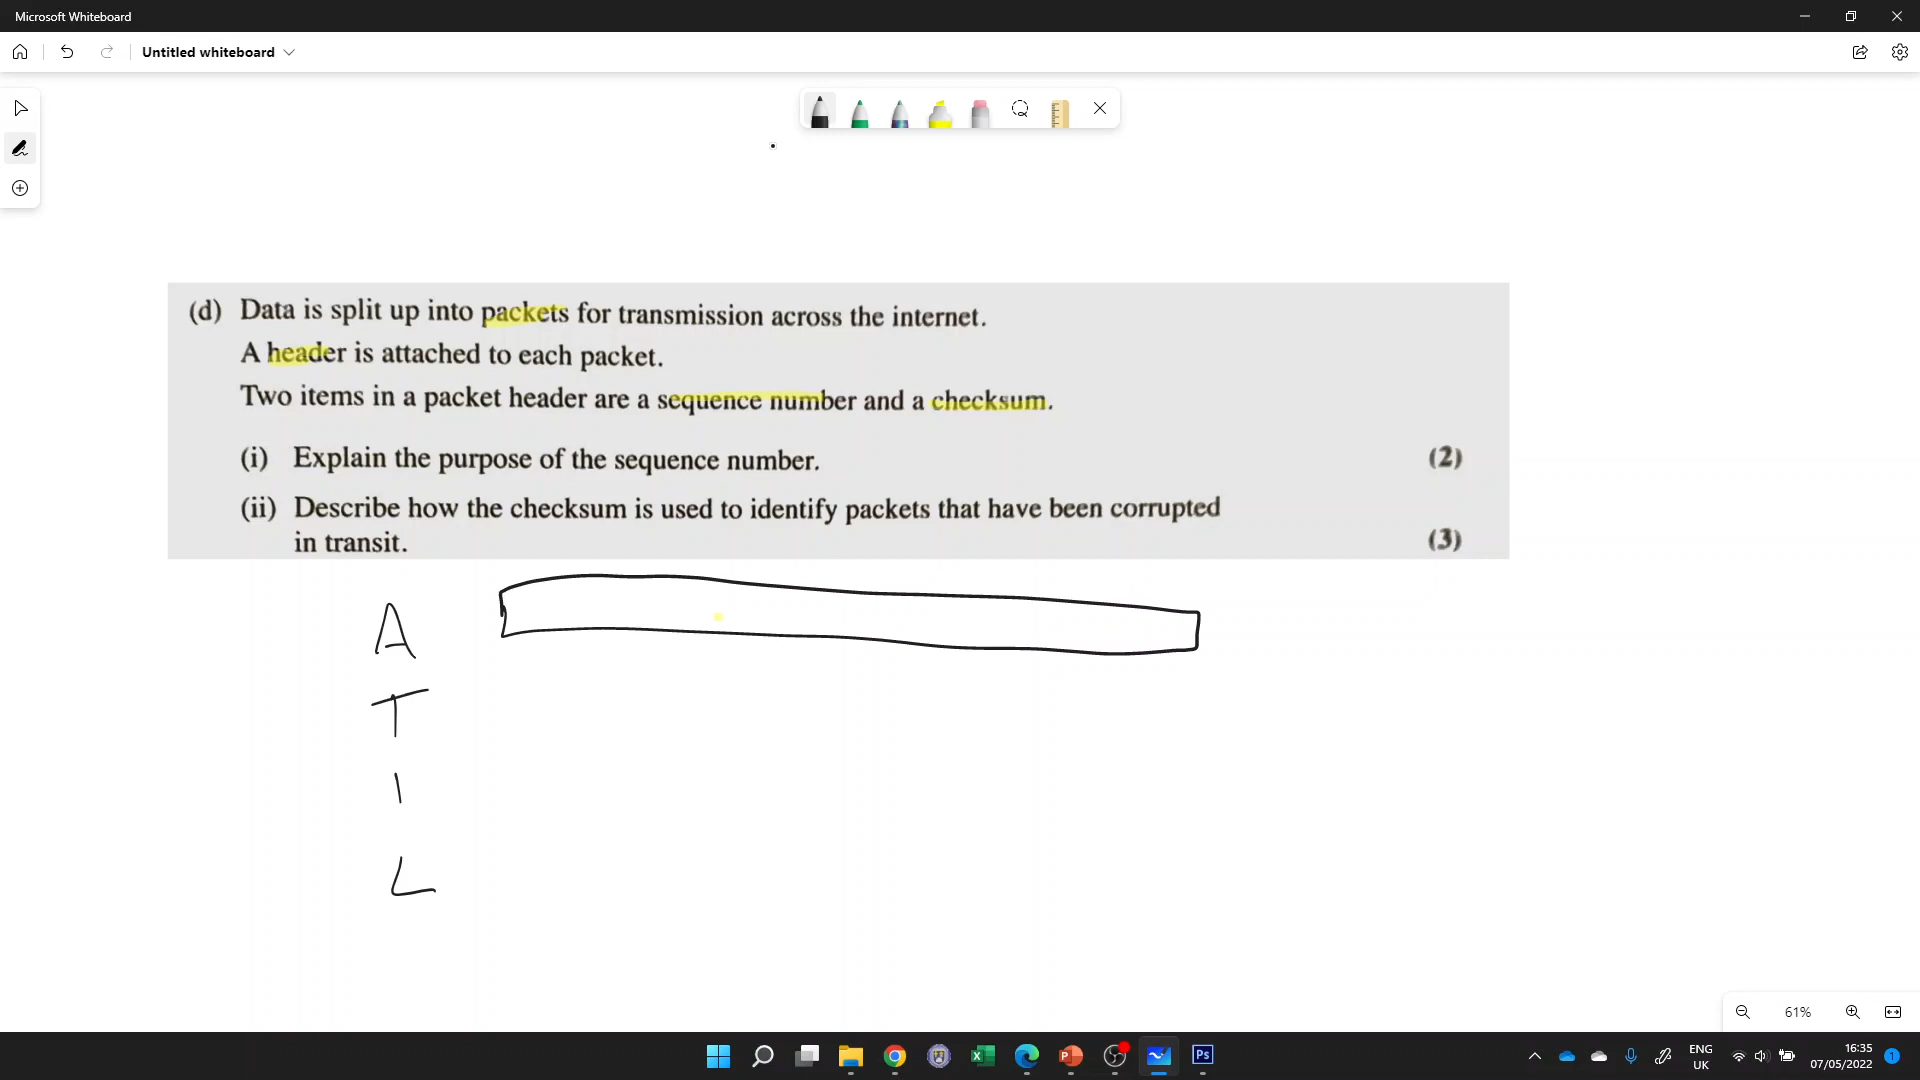 Microsoft Whiteboard
Untitled whiteboard
(d) Data is split up into packets for transmission across the internet.
A header is attached to each packet.
Two items in a packet header are a sequence number and a checksum.
(i) Explain the purpose of the sequence number. (2)
(ii) Describe how the checksum is used to identify packets that have been corrupted
in transit. (3)
A
T
I
L
61%
ENG
UK
16:35
07/05/2022
1
X
P
Ps